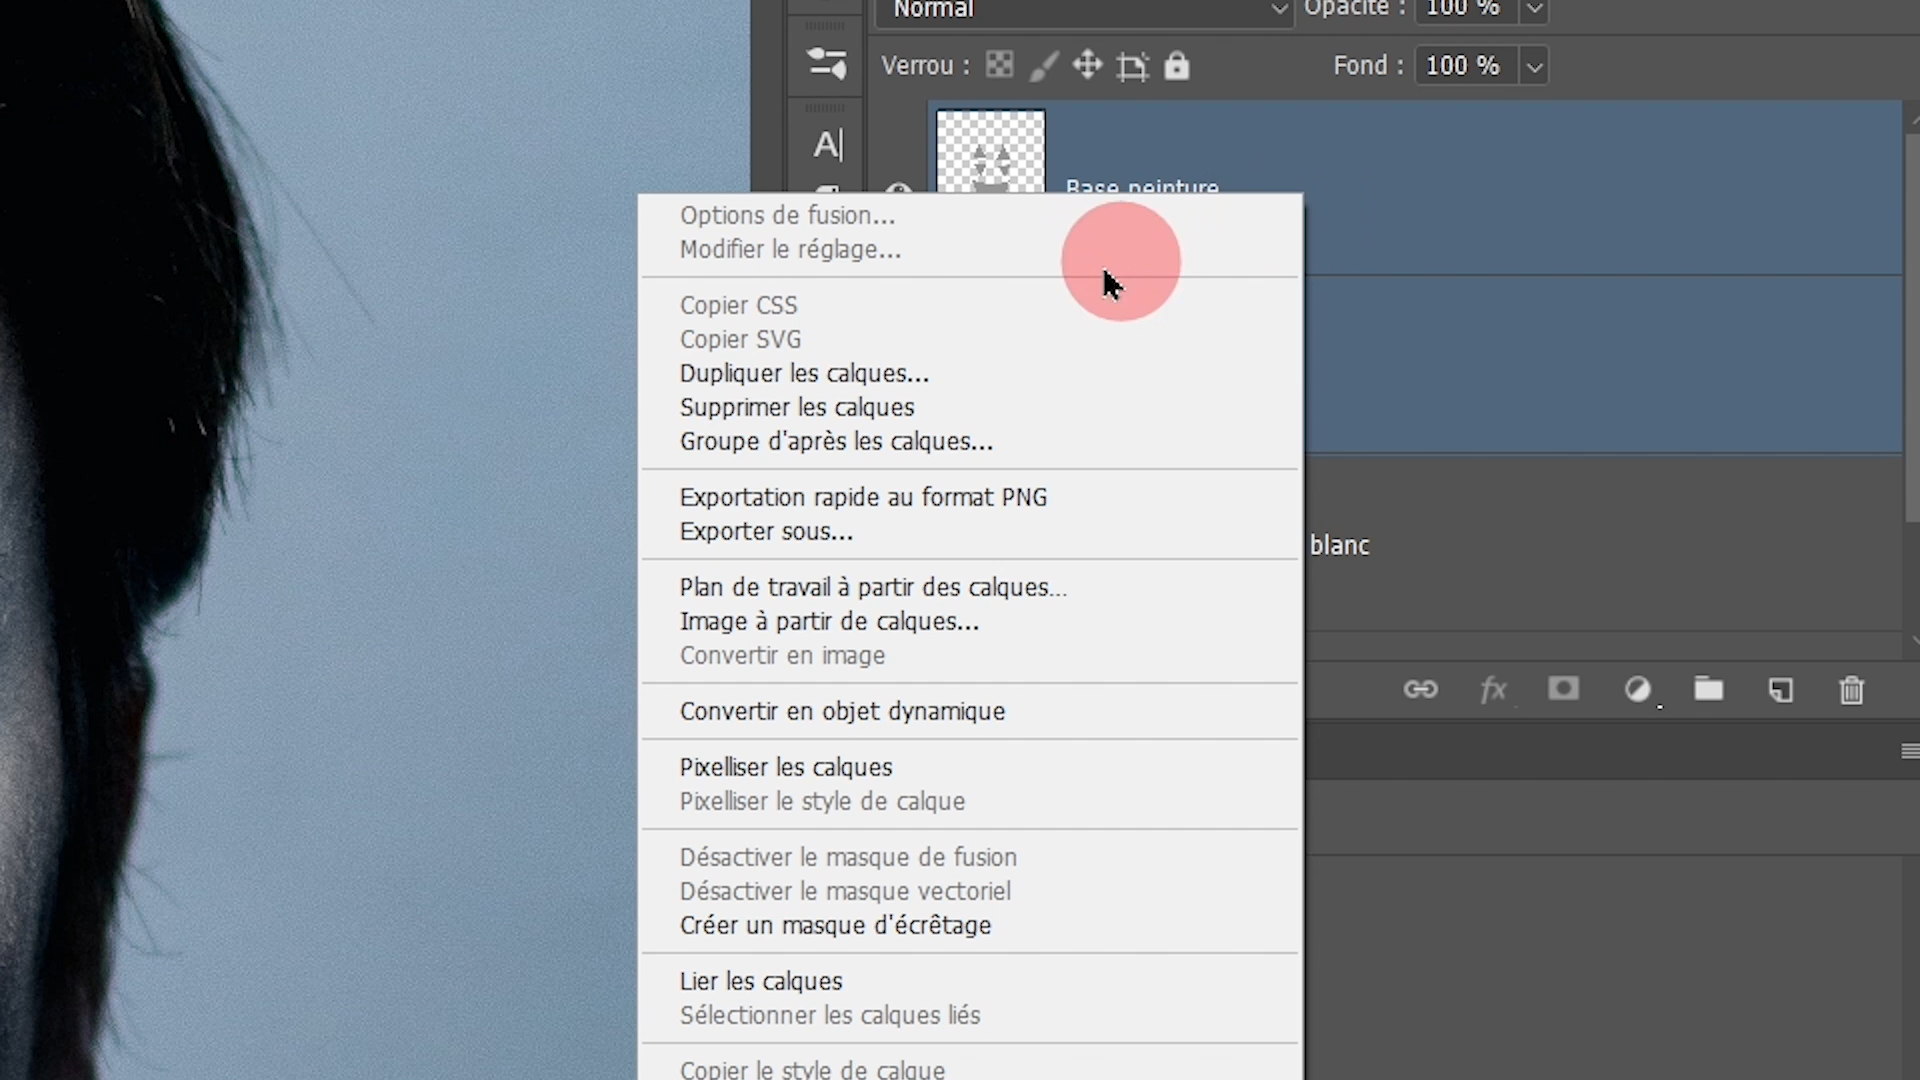 Normal
Opacité : 100 %
Verrou :
Fond : 100 %
A|
Base peinture
Options de fusion...
Modifier le réglage...
Copier CSS
Copier SVG
Dupliquer les calques...
Supprimer les calques
Groupe d'après les calques...
Exportation rapide au format PNG
Exporter sous...
blanc
Plan de travail à partir des calques...
Image à partir de calques...
Convertir en image
fx
Convertir en objet dynamique
Pixelliser les calques
Pixelliser le style de calque
Désactiver le masque de fusion
Désactiver le masque vectoriel
Créer un masque d'écrêtage
Lier les calques
Sélectionner les calques liés
Copier le style de calque